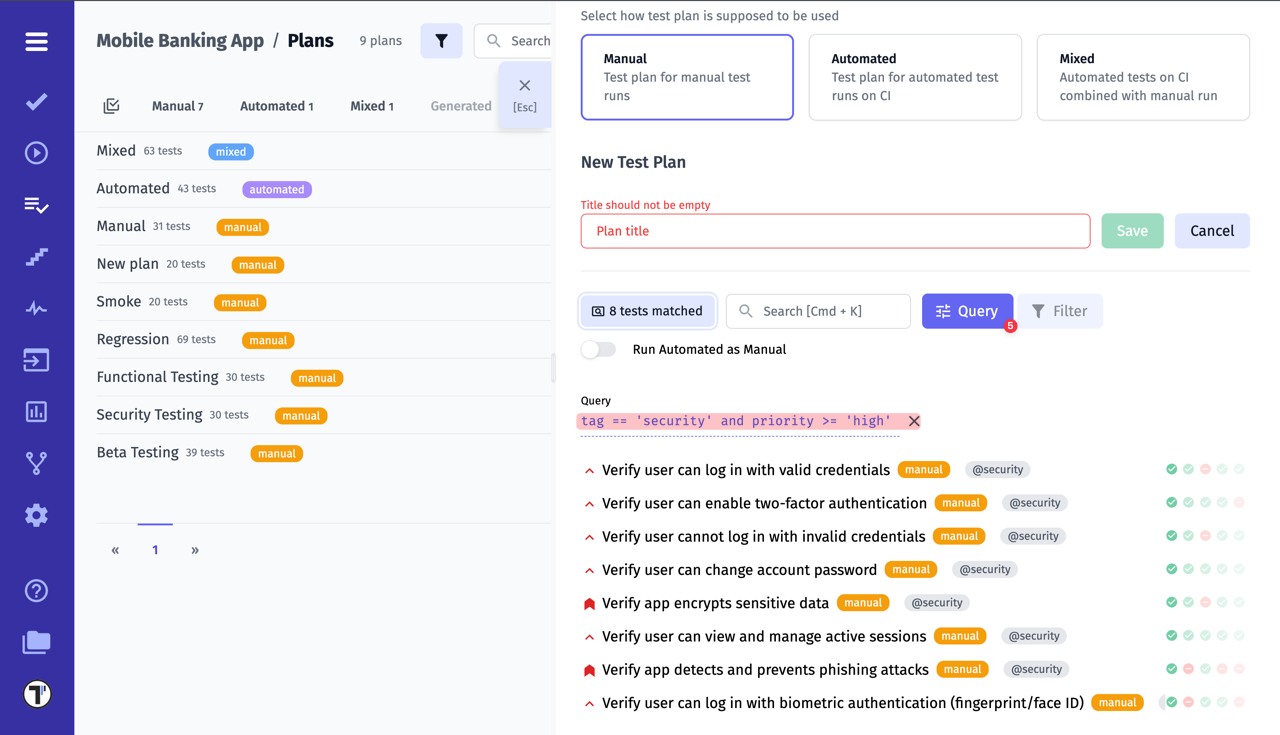 Mobile Banking App / Plans 9 plans Search
[Esc]
Manual 7 Automated 1 Mixed 1 Generated
Mixed 63 tests mixed
Automated 43 tests automated
Manual 31 tests manual
New plan 20 tests manual
Smoke 20 tests manual
Regression 69 tests manual
Functional Testing 30 tests manual
Security Testing 30 tests manual
Beta Testing 39 tests manual
« 1 »
Select how test plan is supposed to be used
Manual
Test plan for manual test
runs
Automated
Test plan for automated test
runs on CI
Mixed
Automated tests on CI
combined with manual run
New Test Plan
Title should not be empty
Plan title Save Cancel
8 tests matched Search [Cmd + K] Query 5 Filter
Run Automated as Manual
Query
tag == 'security' and priority >= 'high'
Verify user can log in with valid credentials manual @security
Verify user can enable two-factor authentication manual @security
Verify user cannot log in with invalid credentials manual @security
Verify user can change account password manual @security
Verify app encrypts sensitive data manual @security
Verify user can view and manage active sessions manual @security
Verify app detects and prevents phishing attacks manual @security
Verify user can log in with biometric authentication (fingerprint/face ID) manual